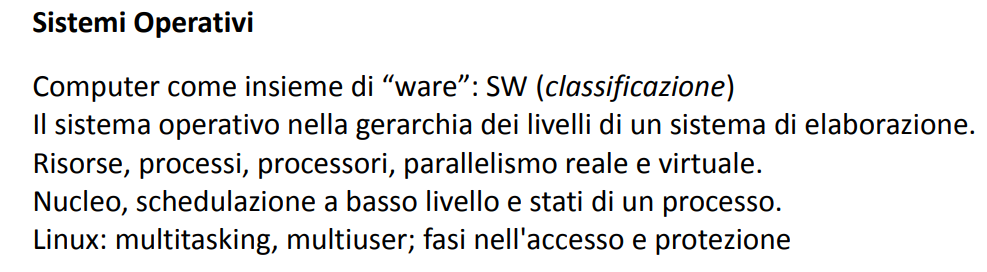 Sistemi Operativi
Computer come insieme di “ware”: SW (classificazione)
Il sistema operativo nella gerarchia dei livelli di un sistema di elaborazione.
Risorse, processi, processori, parallelismo reale e virtuale.
Nucleo, schedulazione a basso livello e stati di un processo.
Linux: multitasking, multiuser; fasi nell'accesso e protezione